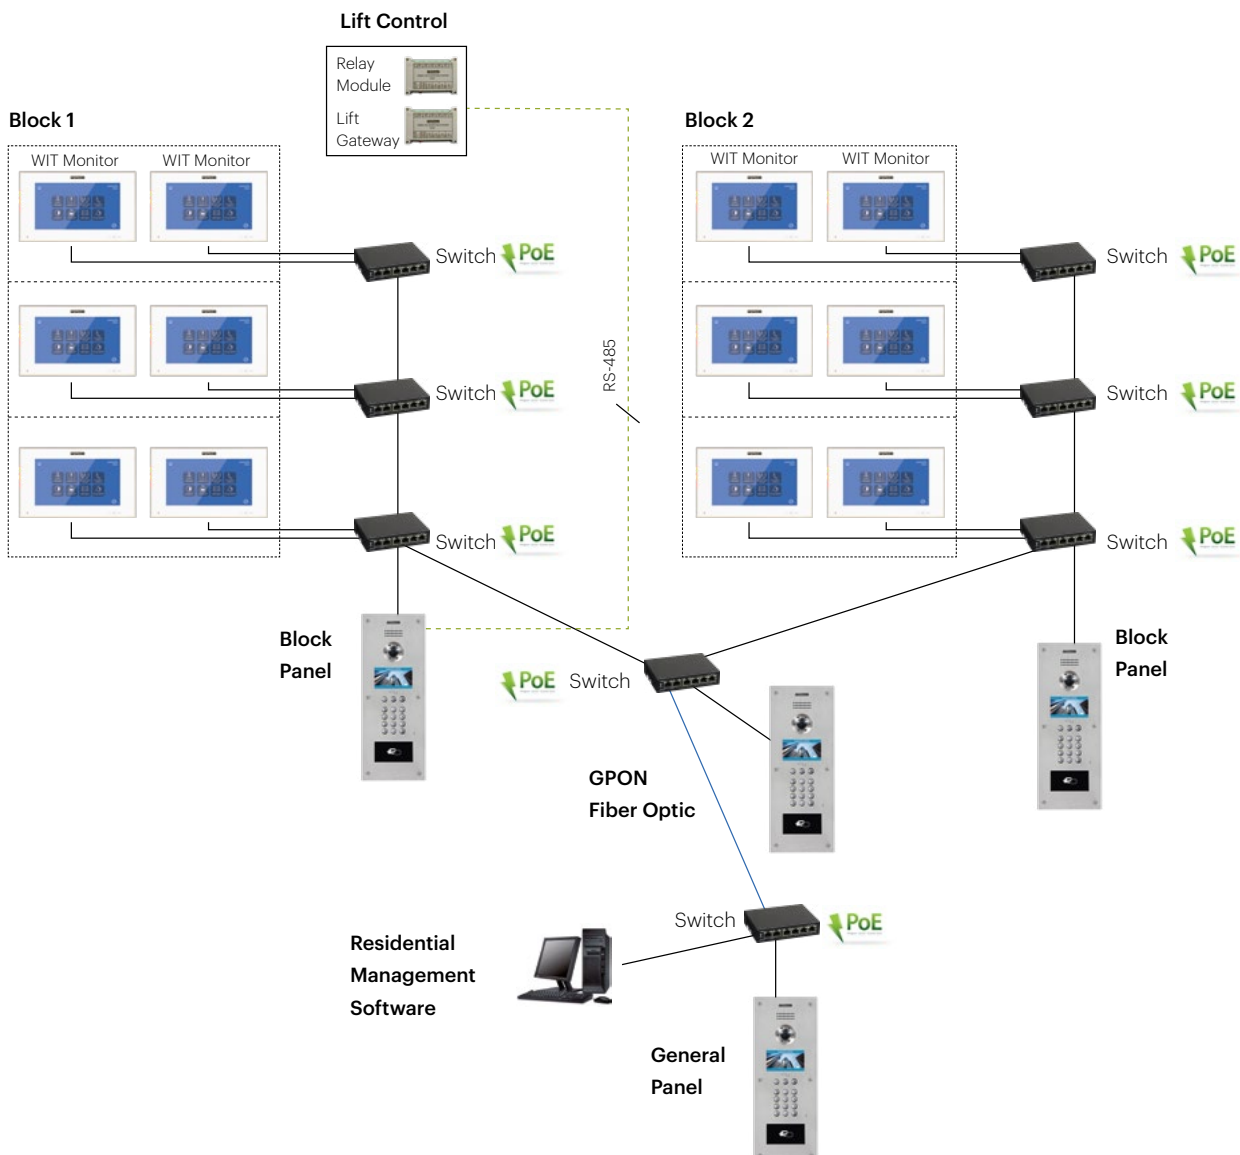 Lift Control
Relay
Module
Lift
Gateway
Block 1
Block 2
WIT Monitor
WIT Monitor
WIT Monitor
WIT Monitor
Switch
PoE
Switch
PoE
RS-485
Switch
PoE
Switch
PoE
Switch
PoE
Switch
PoE
Block
Panel
Block
Panel
PoE
Switch
GPON
Fiber Optic
Switch
PoE
Residential
Management
Software
General
Panel